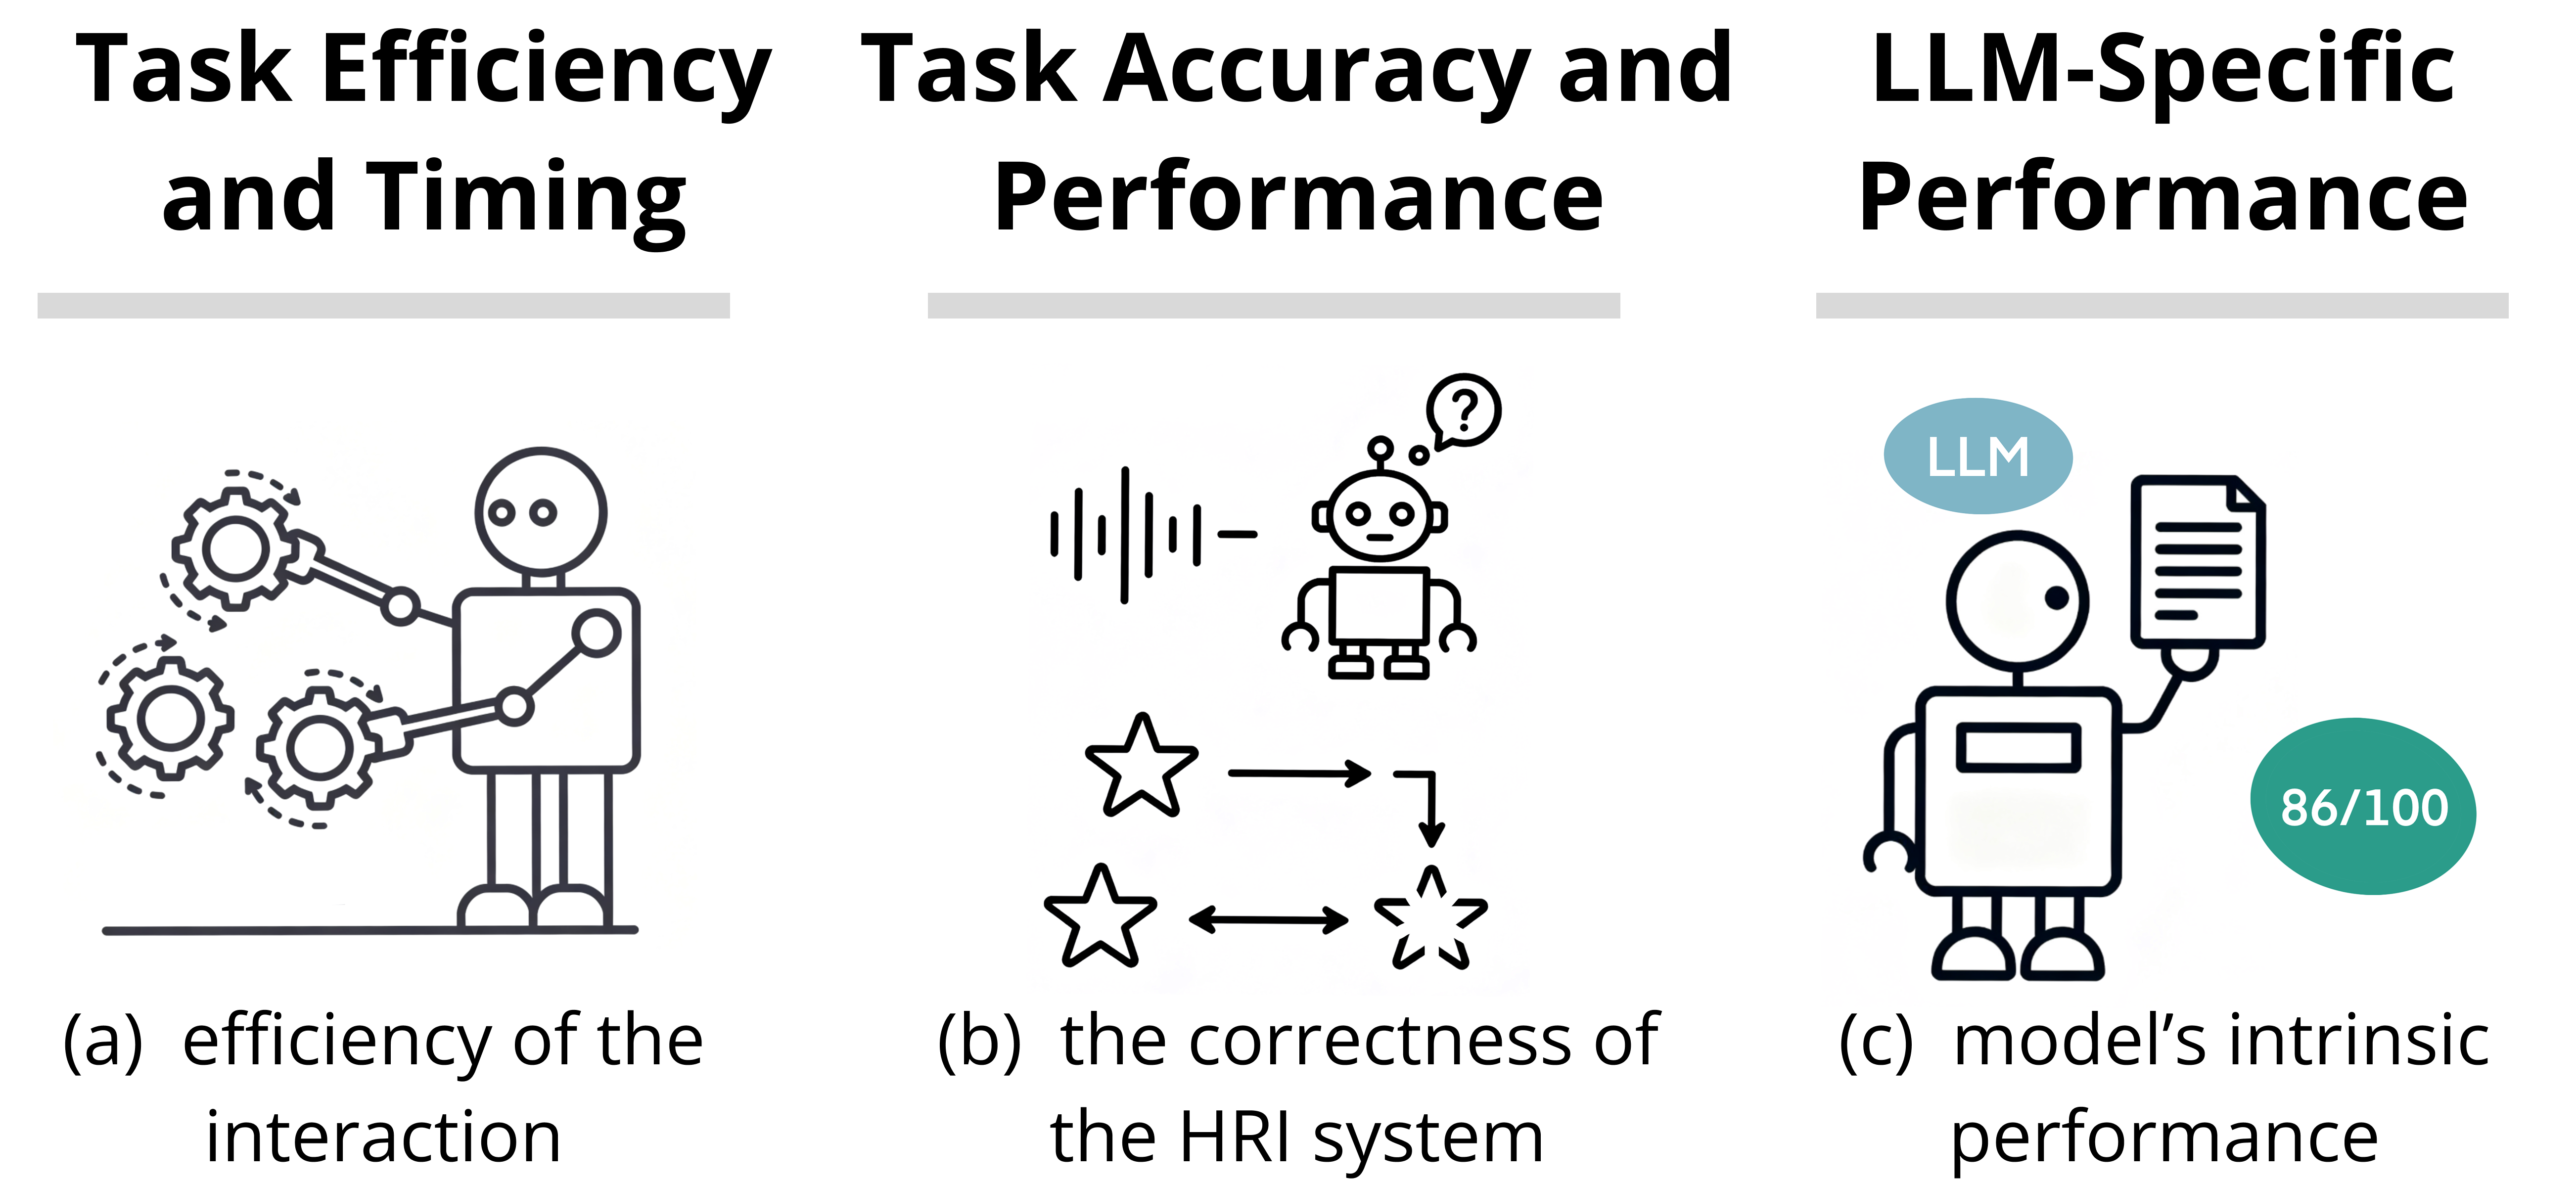 Task Efficiency
and Timing
Task Accuracy and
Performance
LLM-Specific
Performance
?
LLM
86/100
(a) efficiency of the
interaction
(b) the correctness of
the HRI system
(c) model’s intrinsic
performance